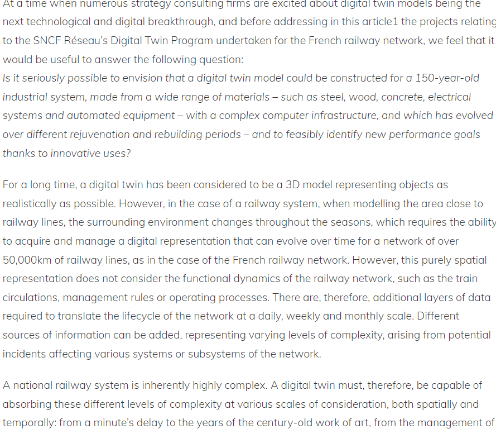 At a time when numerous strategy consulting firms are excited about digital twin models being the
next technological and digital breakthrough, and before addressing in this article1 the projects relating
to the SNCF Réseau's Digital Twin Program undertaken for the French railway network, we feel that it
would be useful to answer the following question:
Is it seriously possible to envision that a digital twin model could be constructed for a 150-year-old
industrial system, made from a wide range of materials – such as steel, wood, concrete, electrical
systems and automated equipment – with a complex computer infrastructure, and which has evolved
over different rejuvenation and rebuilding periods – and to feasibly identify new performance goals
thanks to innovative uses?
For a long time, a digital twin has been considered to be a 3D model representing objects as
realistically as possible. However, in the case of a railway system, when modelling the area close to
railway lines, the surrounding environment changes throughout the seasons, which requires the ability
to acquire and manage a digital representation that can evolve over time for a network of over
50,000km of railway lines, as in the case of the French railway network. However, this purely spatial
representation does not consider the functional dynamics of the railway network, such as the train
circulations, management rules or operating processes. There are, therefore, additional layers of data
required to translate the lifecycle of the network at a daily, weekly and monthly scale. Different
sources of information can be added, representing varying levels of complexity, arising from potential
incidents affecting various systems or subsystems of the network.
A national railway system is inherently highly complex. A digital twin must, therefore, be capable of
absorbing these different levels of complexity at various scales of consideration, both spatially and
temporally: from a minute's delay to the years of the century-old work of art, from the management of